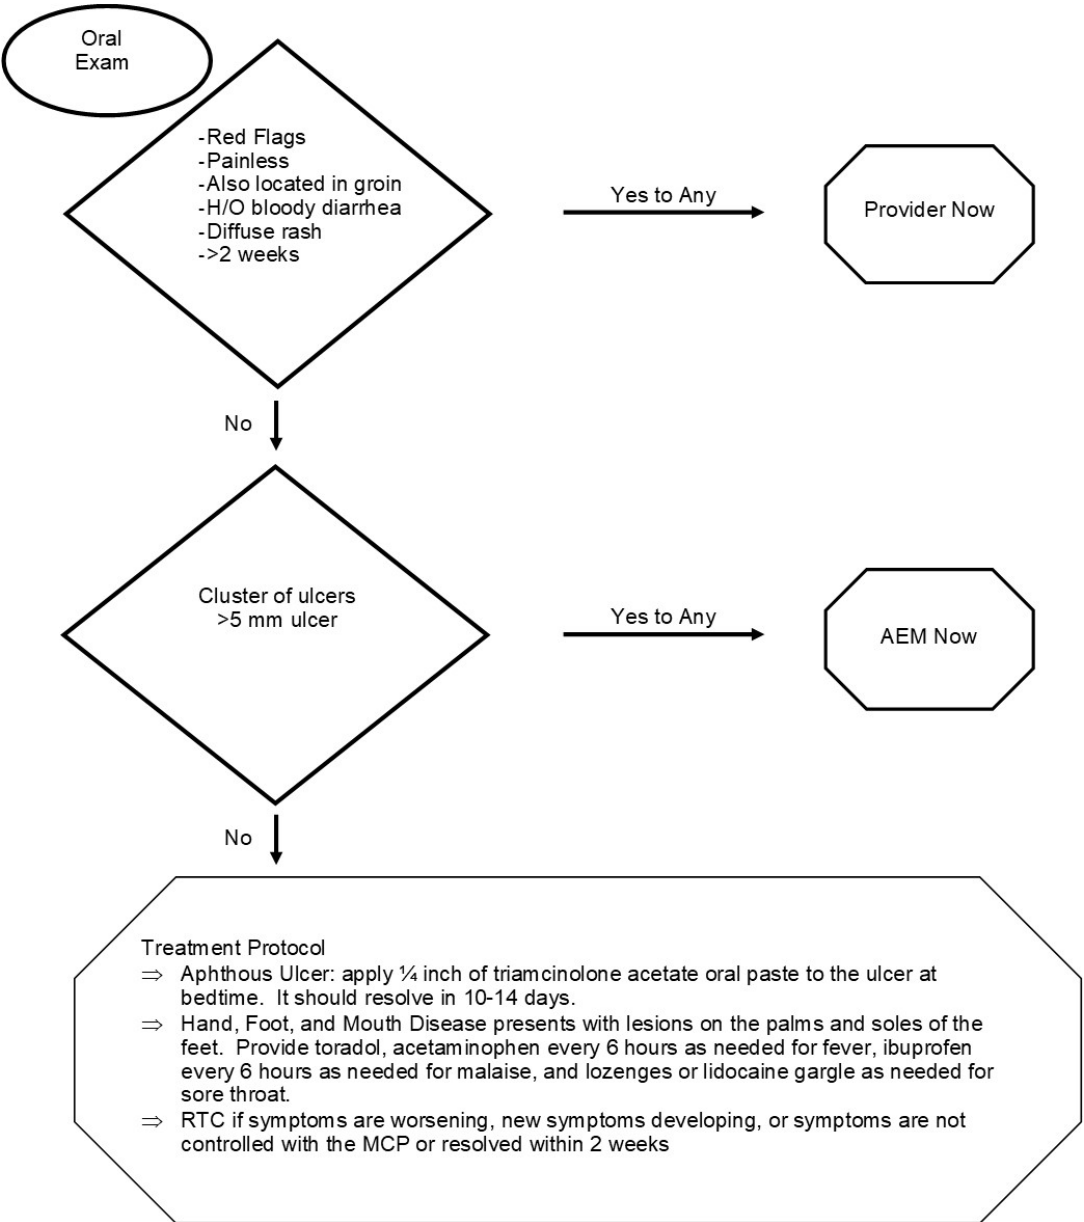 Oral
Exam
-Red Flags
-Painless
-Also located in groin
-H/O bloody diarrhea
-Diffuse rash
->2 weeks
Yes to Any
Provider Now
No
Cluster of ulcers
>5 mm ulcer
Yes to Any
AEM Now
No
Treatment Protocol
⇒ Aphthous Ulcer: apply ¼ inch of triamcinolone acetate oral paste to the ulcer at
bedtime. It should resolve in 10-14 days.
⇒ Hand, Foot, and Mouth Disease presents with lesions on the palms and soles of the
feet. Provide toradol, acetaminophen every 6 hours as needed for fever, ibuprofen
every 6 hours as needed for malaise, and lozenges or lidocaine gargle as needed for
sore throat.
⇒ RTC if symptoms are worsening, new symptoms developing, or symptoms are not
controlled with the MCP or resolved within 2 weeks